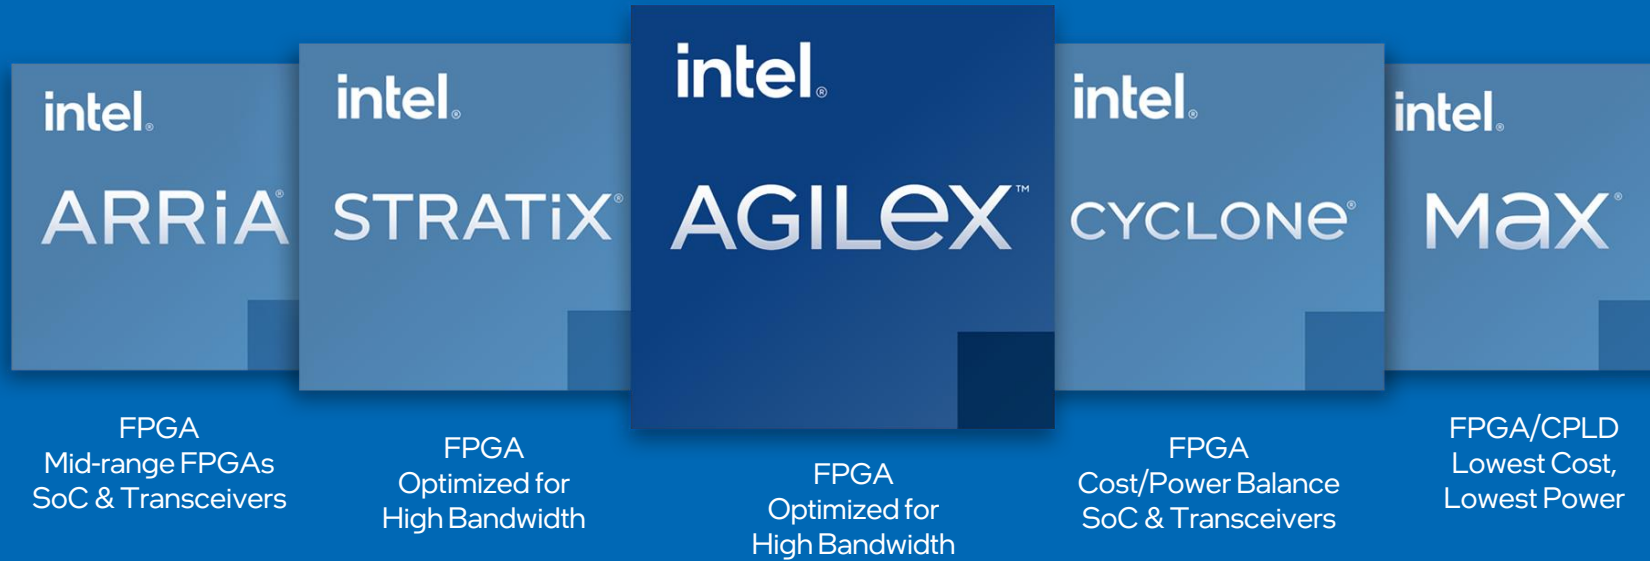 intel®
ARRiA®
FPGA
Mid-range FPGAs
SoC & Transceivers
intel®
STRATiX®
FPGA
Optimized for
High Bandwidth
intel®
AGILeX™
FPGA
Optimized for
High Bandwidth
intel®
CYCLONe®
FPGA
Cost/Power Balance
SoC & Transceivers
intel®
Max®
FPGA/CPLD
Lowest Cost,
Lowest Power